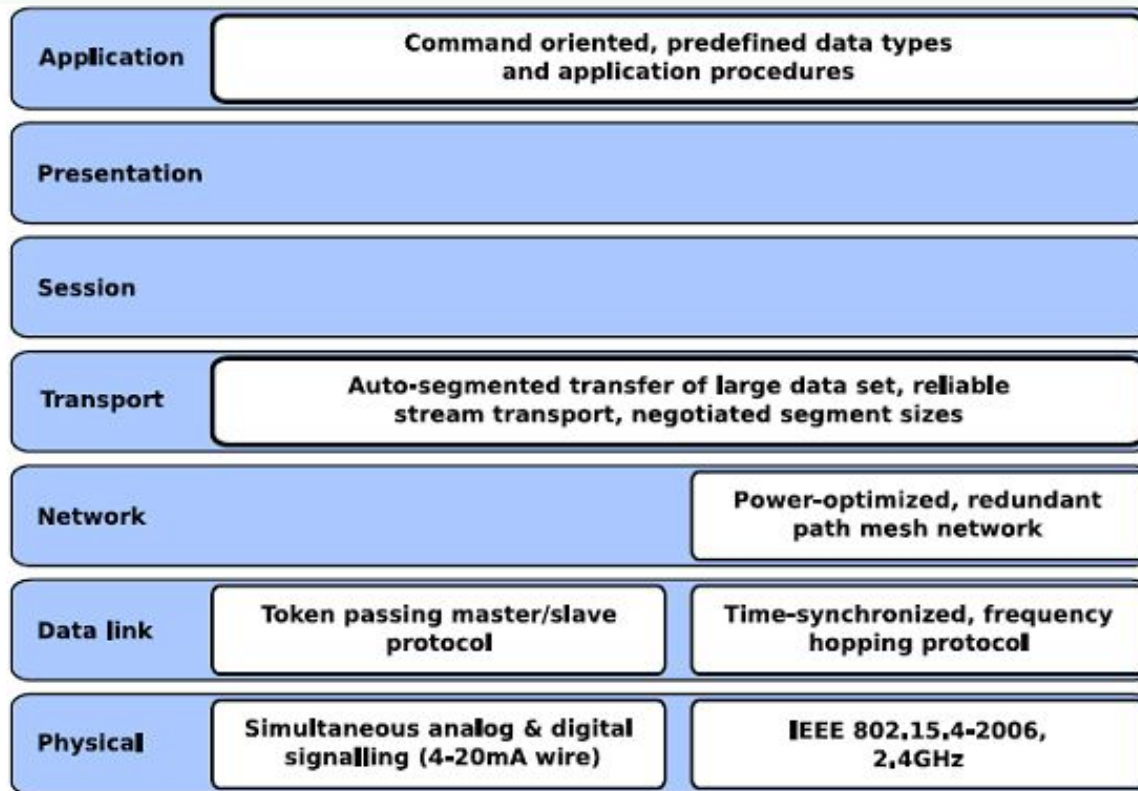 Application
Command oriented, predefined data types
and application procedures
Presentation
Session
Transport
Auto-segmented transfer of large data set, reliable
stream transport, negotiated segment sizes
Network
Power-optimized, redundant
path mesh network
Data link
Token passing master/slave
protocol
Time-synchronized, frequency
hopping protocol
Physical
Simultaneous analog & digital
signalling (4-20mA wire)
IEEE 802.15.4-2006,
2.4GHz